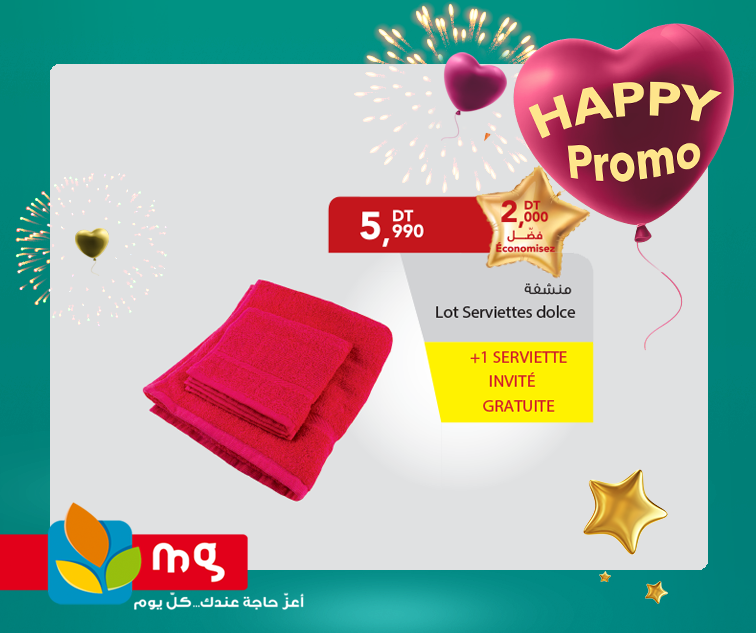 HAPPY
Promo
5,990 DT
2,000 DT
فضّل
Économisez
منشفة
Lot Serviettes dolce
+1 SERVIETTE
INVITÉ
GRATUITE
mg
أعزّ حاجة عندك...كلّ يوم